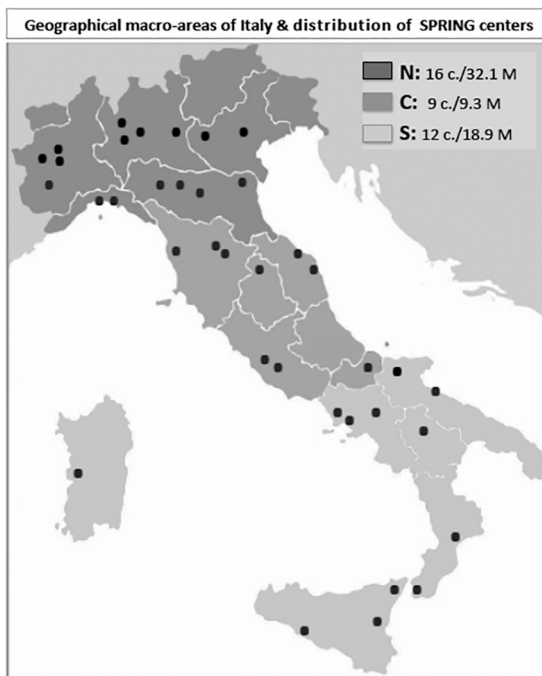 Geographical macro-areas of Italy & distribution of SPRING centers
N: 16 c./32.1 M
C: 9 c./9.3 M
S: 12 c./18.9 M